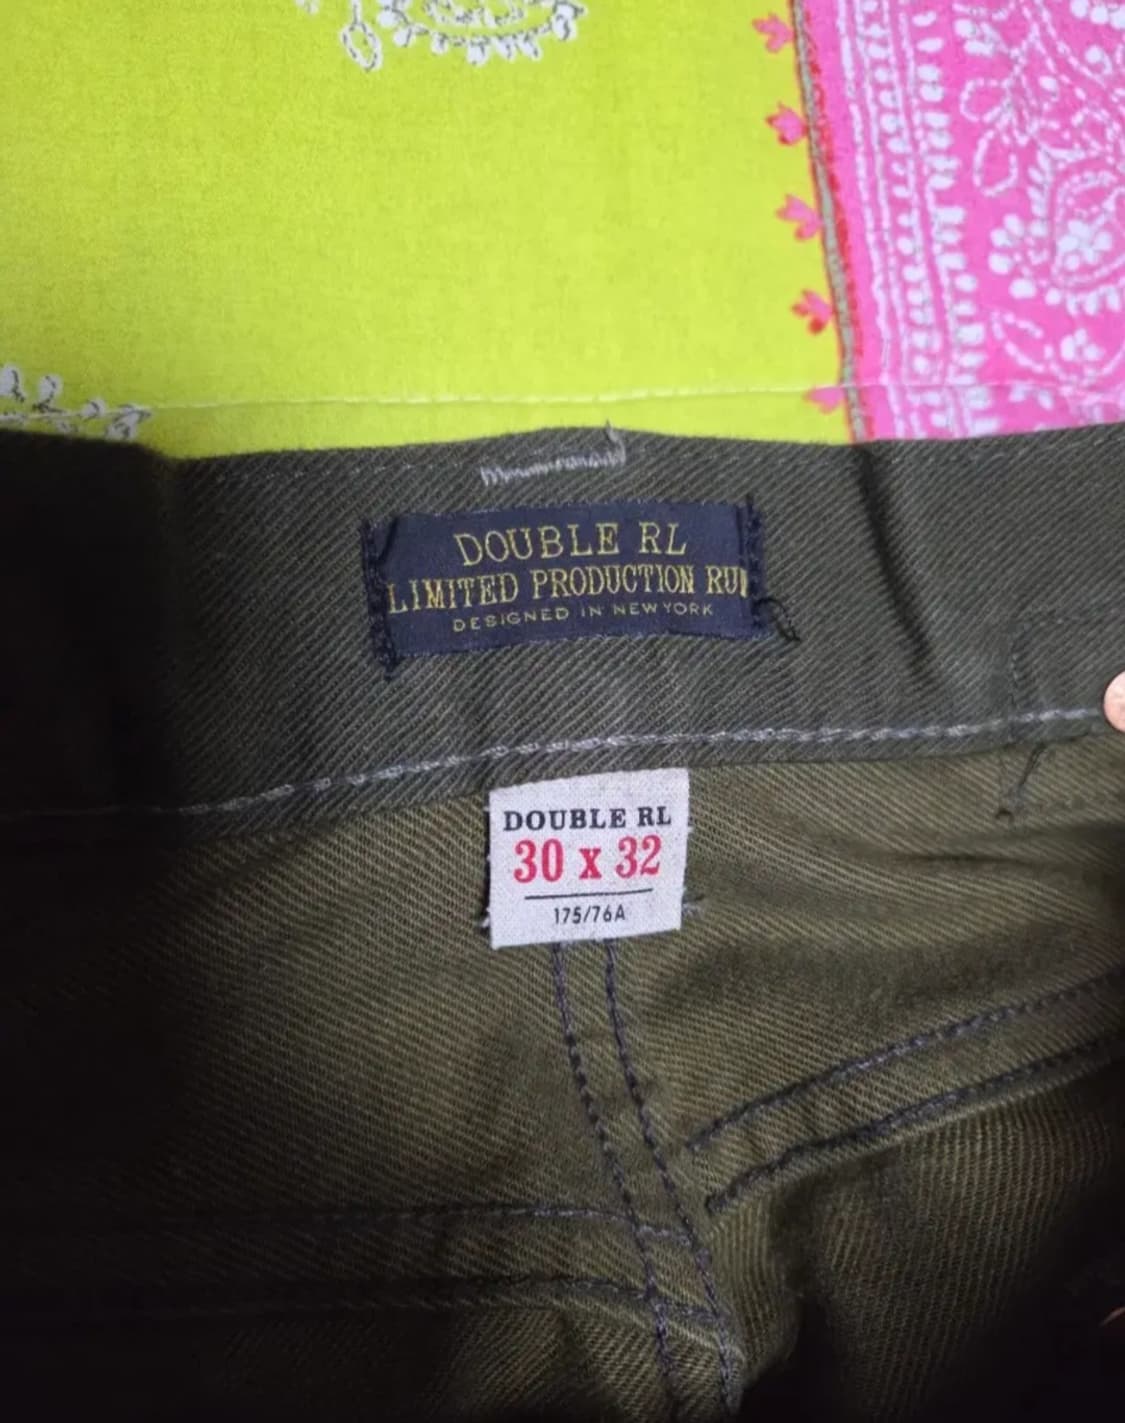 DOUBLE RL
LIMITED PRODUCTION RUN
DESIGNED IN NEW YORK
DOUBLE RL
30 x 32
175/76A